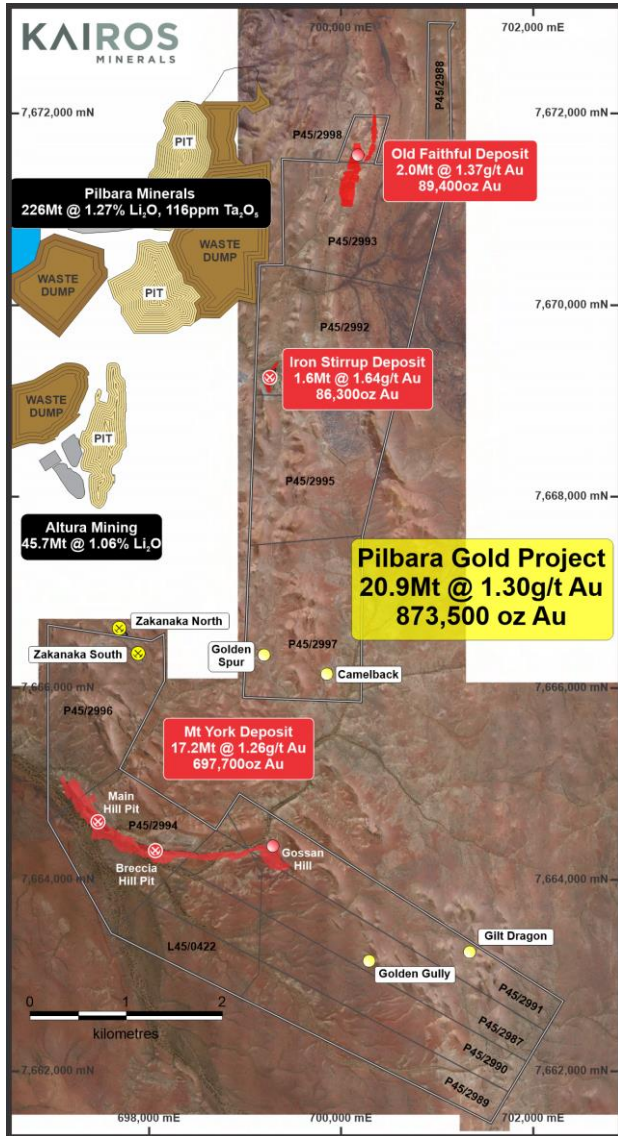 KAIROS
MINERALS
700,000 mE
702,000 mE
7,672,000 mN
P45/2988
P45/2998
PIT
Old Faithful Deposit
2.0Mt @ 1.37g/t Au
89,400oz Au
Pilbara Minerals
226Mt @ 1.27% Li₂O, 116ppm Ta₂O₅
P45/2993
WASTE
DUMP
WASTE
DUMP
PIT
7,670,000 mN
P45/2992
Iron Stirrup Deposit
1.6Mt @ 1.64g/t Au
86,300oz Au
WASTE
DUMP
PIT
P45/2995
7,668,000 mN
Altura Mining
45.7Mt @ 1.06% Li₂O
Pilbara Gold Project
20.9Mt @ 1.30g/t Au
873,500 oz Au
Zakanaka North
Zakanaka South
Golden
Spur
P45/2997
Camelback
7,666,000 mN
P45/2996
Mt York Deposit
17.2Mt @ 1.26g/t Au
697,700oz Au
Main
Hill Pit
P45/2994
Breccia
Hill Pit
Gossan
Hill
7,664,000 mN
7,664,000 mN
L45/0422
Gilt Dragon
Golden Gully
P45/2991
P45/2987
P45/2990
P45/2989
0 1 2
kilometres
7,662,000 mN
7,662,000 mN
698,000 mE
700,000 mE
702,000 mE
7,672,000 mN
7,670,000 mN
7,668,000 mN
7,666,000 mN